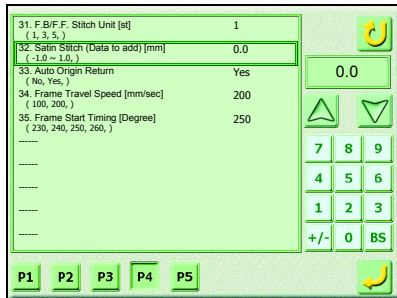 31. F.B/F.F. Stitch Unit [st] 1
( 1, 3, 5, )
32. Satin Stitch (Data to add) [mm] 0.0
( -1.0 ~ 1.0, )
33. Auto Origin Return Yes
( No, Yes, )
34. Frame Travel Speed [mm/sec] 200
( 100, 200, )
35. Frame Start Timing [Degree] 250
( 230, 240, 250, 260, )
------
------
------
------
------
0.0
7 8 9
4 5 6
1 2 3
+/- 0 BS
P1 P2 P3 P4 P5